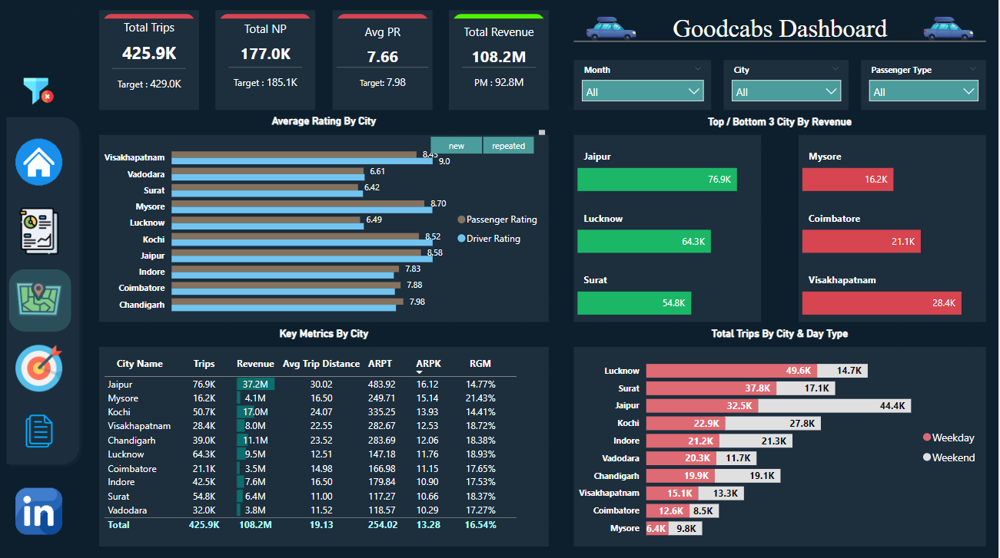 Total Trips
425.9K
Target : 429.0K
Total NP
177.0K
Target : 185.1K
Avg PR
7.66
Target: 7.98
Total Revenue
108.2M
PM : 92.8M
Goodcabs Dashboard
Month
All
City
All
Passenger Type
All
Average Rating By City
new repeated
Visakhapatnam 8.45 9.0
Vadodara 6.61
Surat 6.42
Mysore 8.70
Lucknow 6.49
Kochi 8.52
Jaipur 8.58
Indore 7.83
Coimbatore 7.88
Chandigarh 7.98
Passenger Rating
Driver Rating
Top / Bottom 3 City By Revenue
Jaipur
76.9K
Lucknow
64.3K
Surat
54.8K
Mysore
16.2K
Coimbatore
21.1K
Visakhapatnam
28.4K
Key Metrics By City
City Name Trips Revenue Avg Trip Distance ARPT ARPK RGM
Jaipur 76.9K 37.2M 30.02 483.92 16.12 14.77%
Mysore 16.2K 4.1M 16.50 249.71 15.14 21.43%
Kochi 50.7K 17.0M 24.07 335.25 13.93 14.41%
Visakhapatnam 28.4K 8.0M 22.55 282.67 12.53 18.72%
Chandigarh 39.0K 11.1M 23.52 283.69 12.06 18.38%
Lucknow 64.3K 9.5M 12.51 147.18 11.76 18.93%
Coimbatore 21.1K 3.5M 14.98 166.98 11.15 17.65%
Indore 42.5K 7.6M 16.50 179.84 10.90 17.53%
Surat 54.8K 6.4M 11.00 117.27 10.66 18.37%
Vadodara 32.0K 3.8M 11.52 118.57 10.29 17.27%
Total 425.9K 108.2M 19.13 254.02 13.28 16.54%
Total Trips By City & Day Type
Lucknow 49.6K 14.7K
Surat 37.8K 17.1K
Jaipur 32.5K 44.4K
Kochi 22.9K 27.8K
Indore 21.2K 21.3K
Vadodara 20.3K 11.7K
Chandigarh 19.9K 19.1K
Visakhapatnam 15.1K 13.3K
Coimbatore 12.6K 8.5K
Mysore 6.4K 9.8K
Weekday
Weekend
in